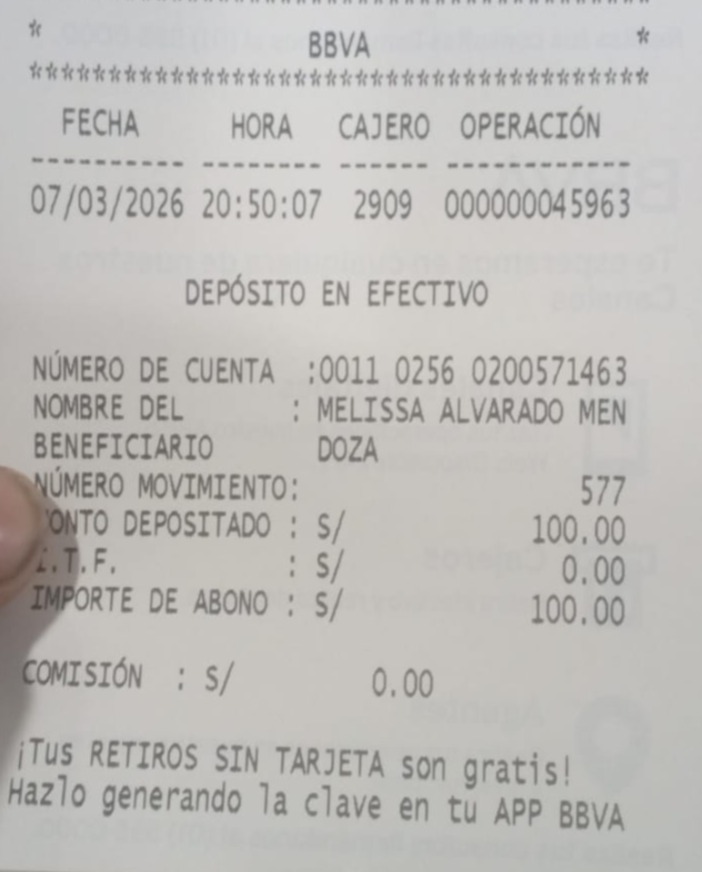 ****************************************
* BBVA *
****************************************
FECHA HORA CAJERO OPERACIÓN
---------- -------- ------ ------------
07/03/2026 20:50:07 2909 000000045963
DEPÓSITO EN EFECTIVO
NÚMERO DE CUENTA :0011 0256 0200571463
NOMBRE DEL : MELISSA ALVARADO MEN
BENEFICIARIO DOZA
NÚMERO MOVIMIENTO: 577
MONTO DEPOSITADO : S/ 100.00
I.T.F. : S/ 0.00
IMPORTE DE ABONO : S/ 100.00
COMISIÓN : S/ 0.00
¡Tus RETIROS SIN TARJETA son gratis!
Hazlo generando la clave en tu APP BBVA